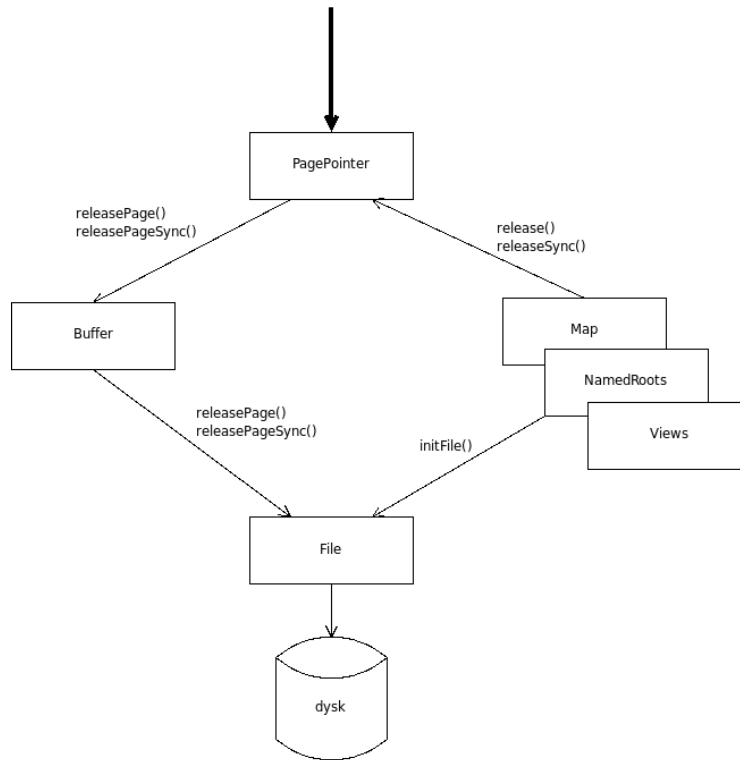 PagePointer
releasePage()
releasePageSync()
release()
releaseSync()
Buffer
Map
NamedRoots
Views
releasePage()
releasePageSync()
initFile()
File
dysk